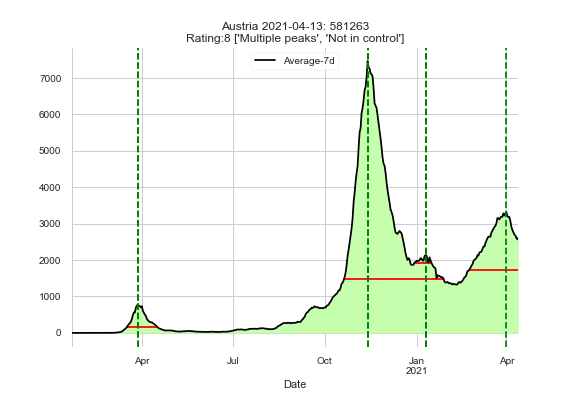 Austria 2021-04-13: 581263
Rating:8 ['Multiple peaks', 'Not in control']
Average-7d
7000
6000
5000
4000
3000
2000
1000
0
Apr
Jul
Oct
Jan
2021
Apr
Date